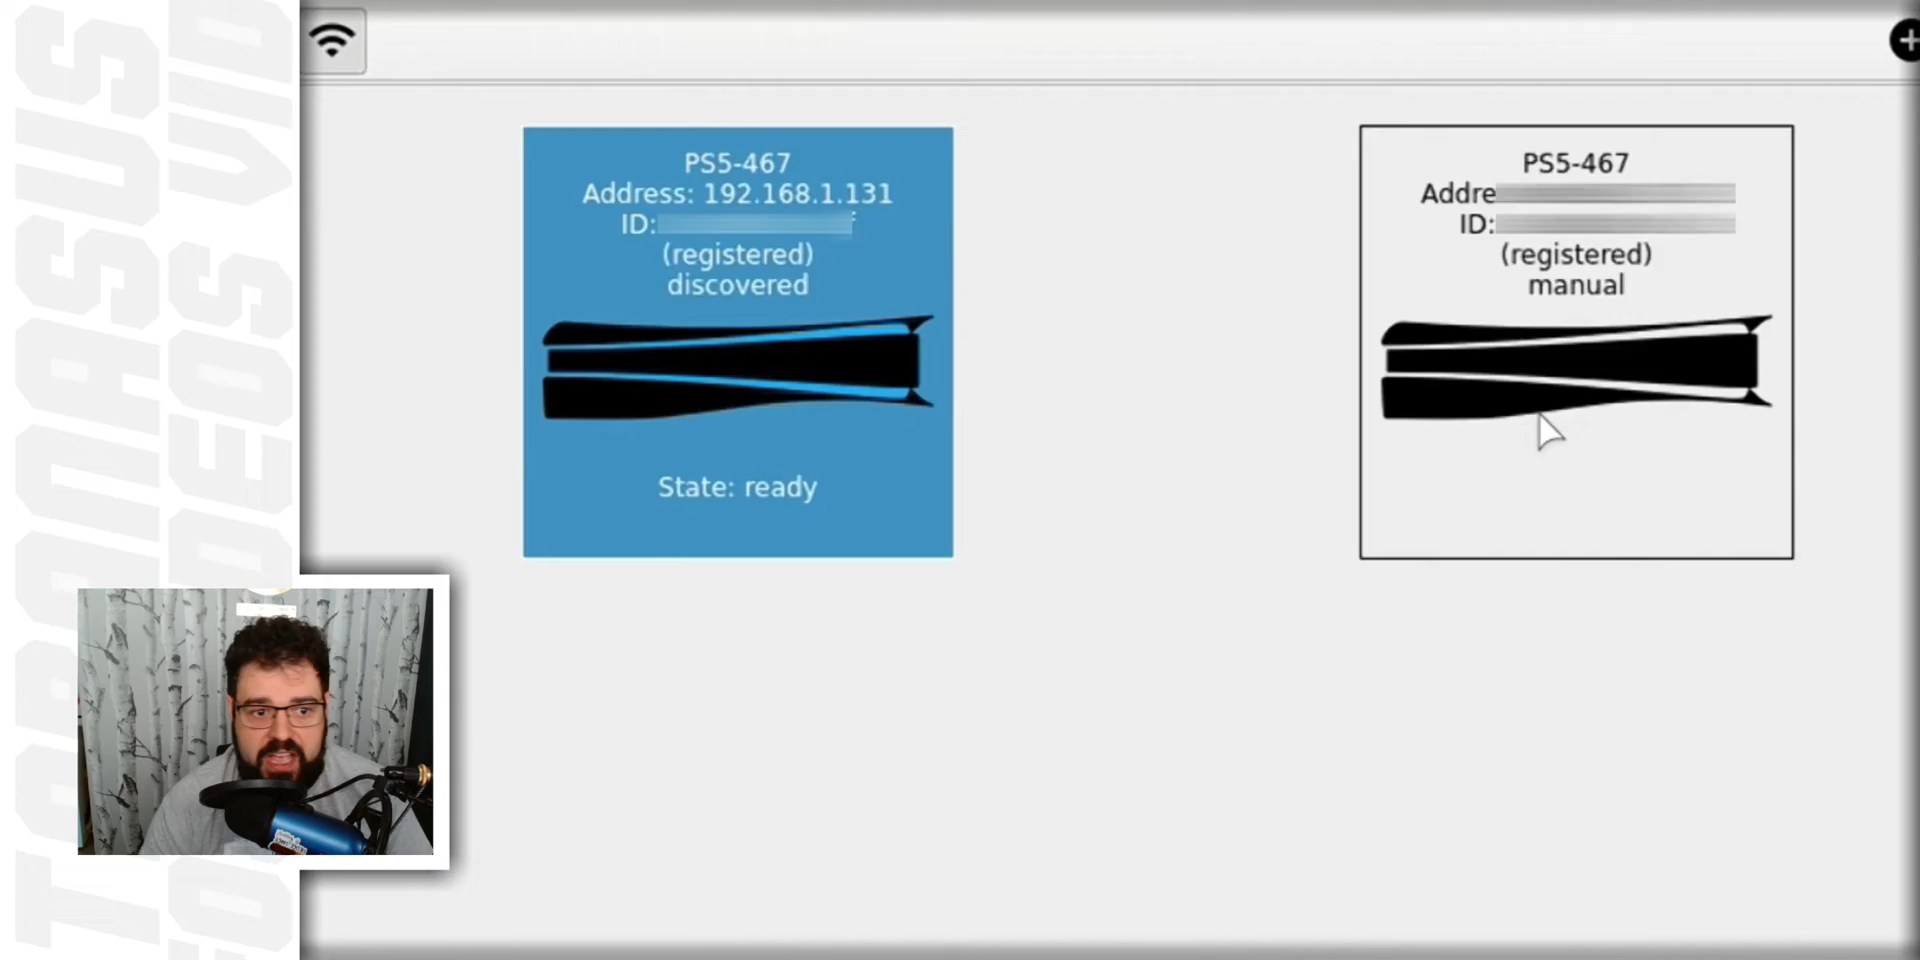 PS5-467
Address: 192.168.1.131
ID:
(registered)
discovered
State: ready
PS5-467
Addre
ID:
(registered)
manual